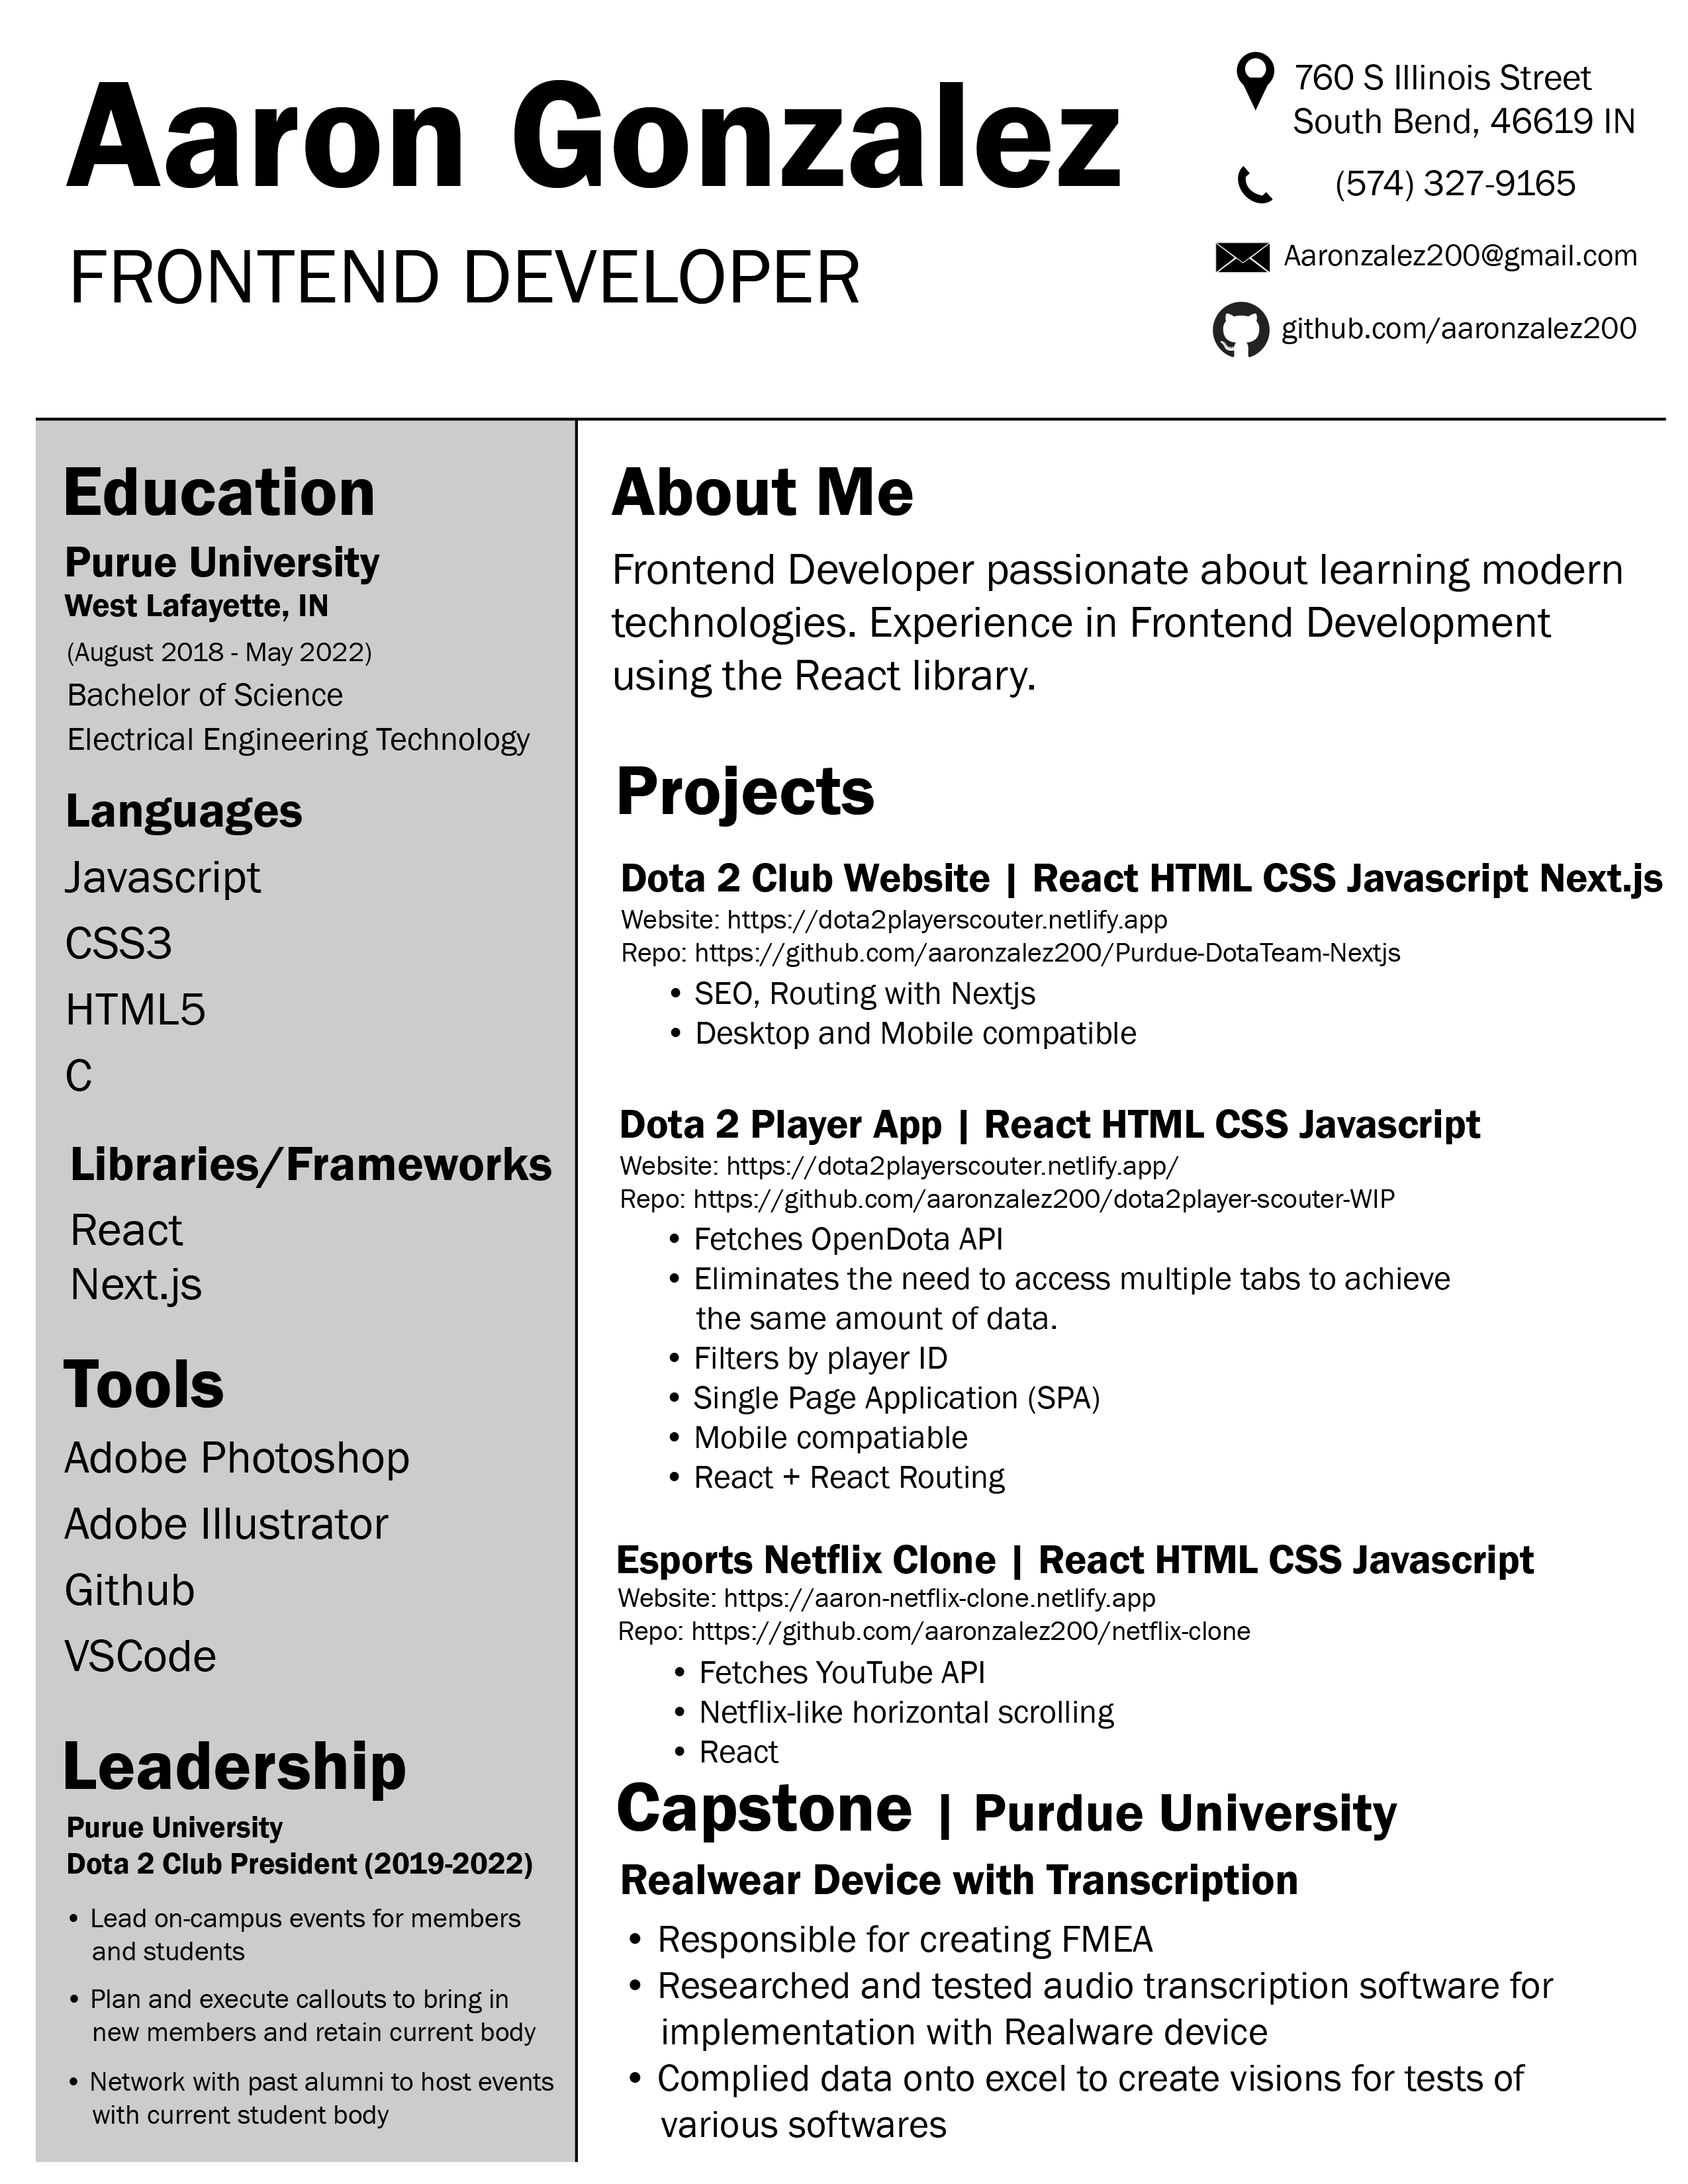 Aaron Gonzalez
FRONTEND DEVELOPER
760 S Illinois Street
South Bend, 46619 IN
(574) 327-9165
Aaronzalez200@gmail.com
github.com/aaronzalez200
Education
Purue University
West Lafayette, IN
(August 2018 - May 2022)
Bachelor of Science
Electrical Engineering Technology
Languages
Javascript
CSS3
HTML5
C
Libraries/Frameworks
React
Next.js
Tools
Adobe Photoshop
Adobe Illustrator
Github
VSCode
Leadership
Purue University
Dota 2 Club President (2019-2022)
• Lead on-campus events for members
and students
• Plan and execute callouts to bring in
new members and retain current body
• Network with past alumni to host events
with current student body
About Me
Frontend Developer passionate about learning modern
technologies. Experience in Frontend Development
using the React library.
Projects
Dota 2 Club Website | React HTML CSS Javascript Next.js
Website: https://dota2playerscouter.netlify.app
Repo: https://github.com/aaronzalez200/Purdue-DotaTeam-Nextjs
• SEO, Routing with Nextjs
• Desktop and Mobile compatible
Dota 2 Player App | React HTML CSS Javascript
Website: https://dota2playerscouter.netlify.app/
Repo: https://github.com/aaronzalez200/dota2player-scouter-WIP
• Fetches OpenDota API
• Eliminates the need to access multiple tabs to achieve
the same amount of data.
• Filters by player ID
• Single Page Application (SPA)
• Mobile compatiable
• React + React Routing
Esports Netflix Clone | React HTML CSS Javascript
Website: https://aaron-netflix-clone.netlify.app
Repo: https://github.com/aaronzalez200/netflix-clone
• Fetches YouTube API
• Netflix-like horizontal scrolling
• React
Capstone | Purdue University
Realwear Device with Transcription
• Responsible for creating FMEA
• Researched and tested audio transcription software for
implementation with Realware device
• Complied data onto excel to create visions for tests of
various softwares